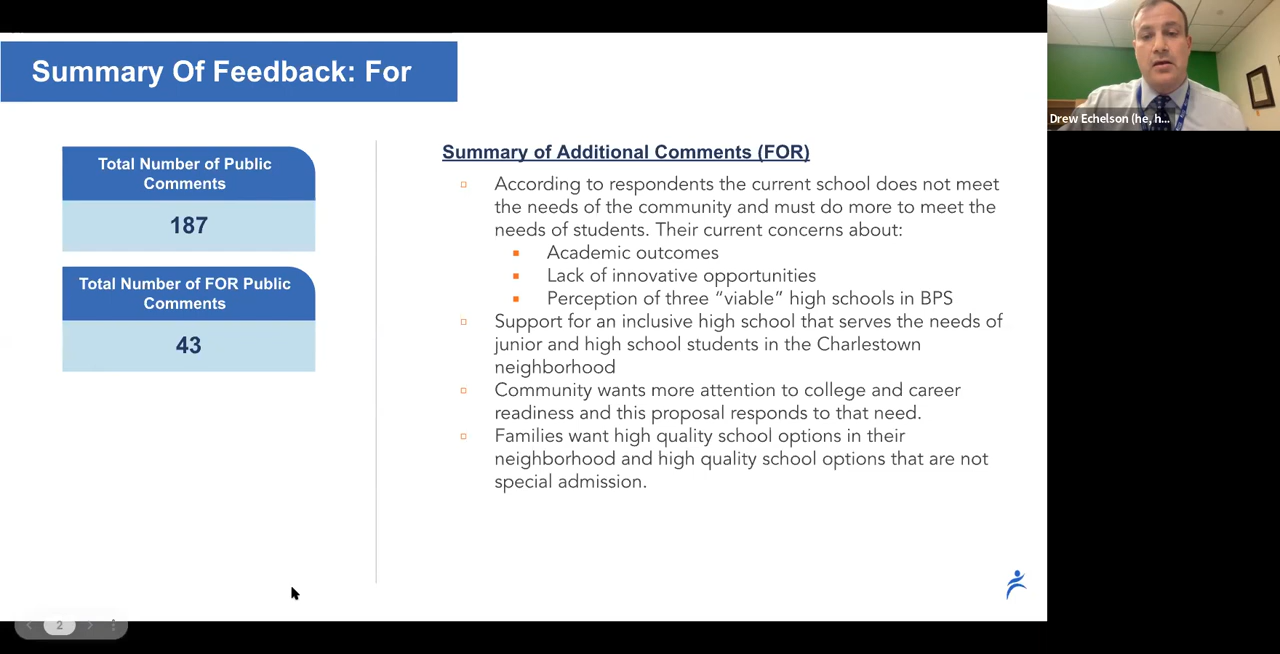 Summary Of Feedback: For
Total Number of Public
Comments
187
Total Number of FOR Public
Comments
43
Summary of Additional Comments (FOR)
According to respondents the current school does not meet
the needs of the community and must do more to meet the
needs of students. Their current concerns about:
Academic outcomes
Lack of innovative opportunities
Perception of three “viable” high schools in BPS
Support for an inclusive high school that serves the needs of
junior and high school students in the Charlestown
neighborhood
Community wants more attention to college and career
readiness and this proposal responds to that need.
Families want high quality school options in their
neighborhood and high quality school options that are not
special admission.
Drew Echelson (he, h...
2